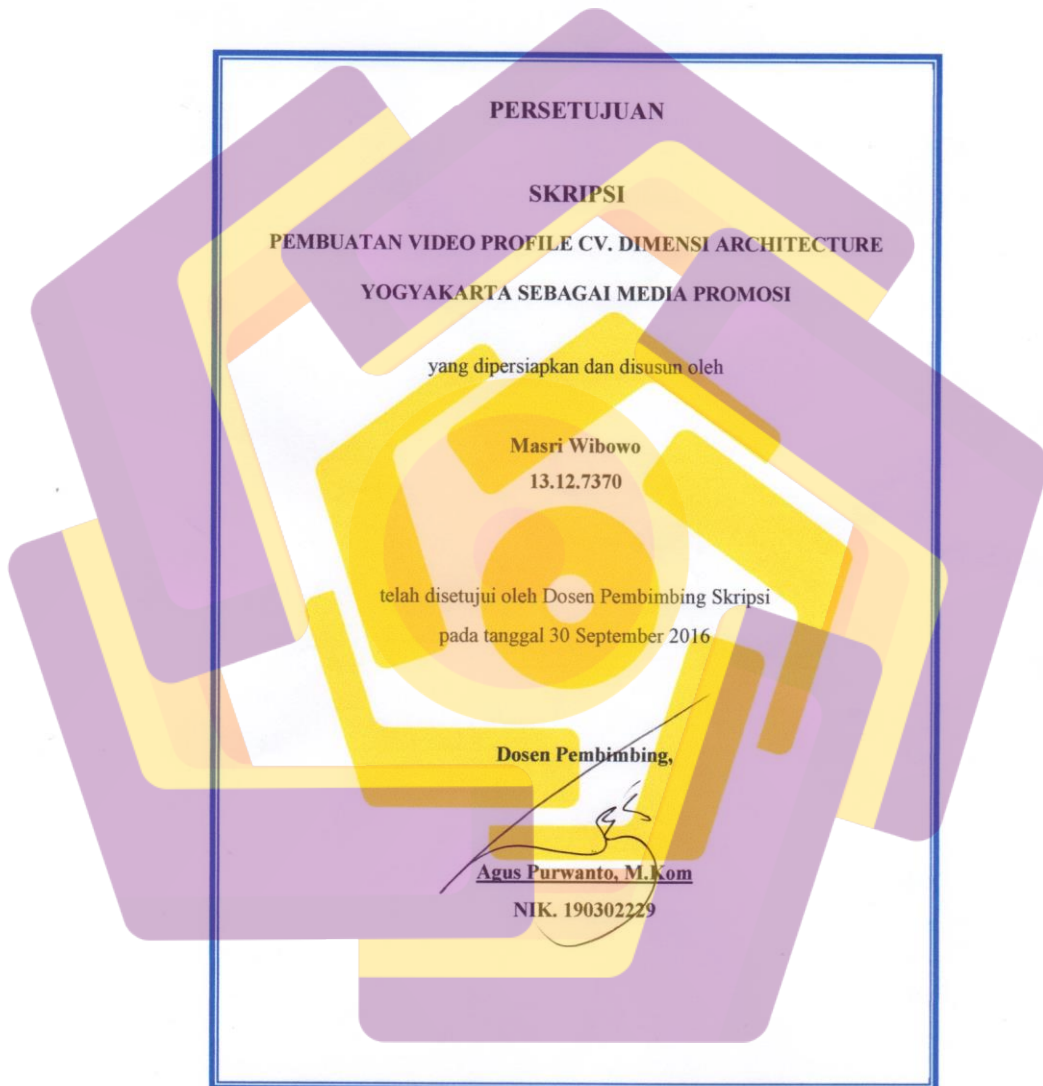 PERSETUJUAN
SKRIPSI
PEMBUATAN VIDEO PROFILE CV. DIMENSI ARCHITECTURE
YOGYAKARTA SEBAGAI MEDIA PROMOSI
yang dipersiapkan dan disusun oleh
Masri Wibowo
13.12.7370
telah disetujui oleh Dosen Pembimbing Skripsi
pada tanggal 30 September 2016
Dosen Pembimbing,
Agus Purwanto, M.Kom
NIK. 190302229